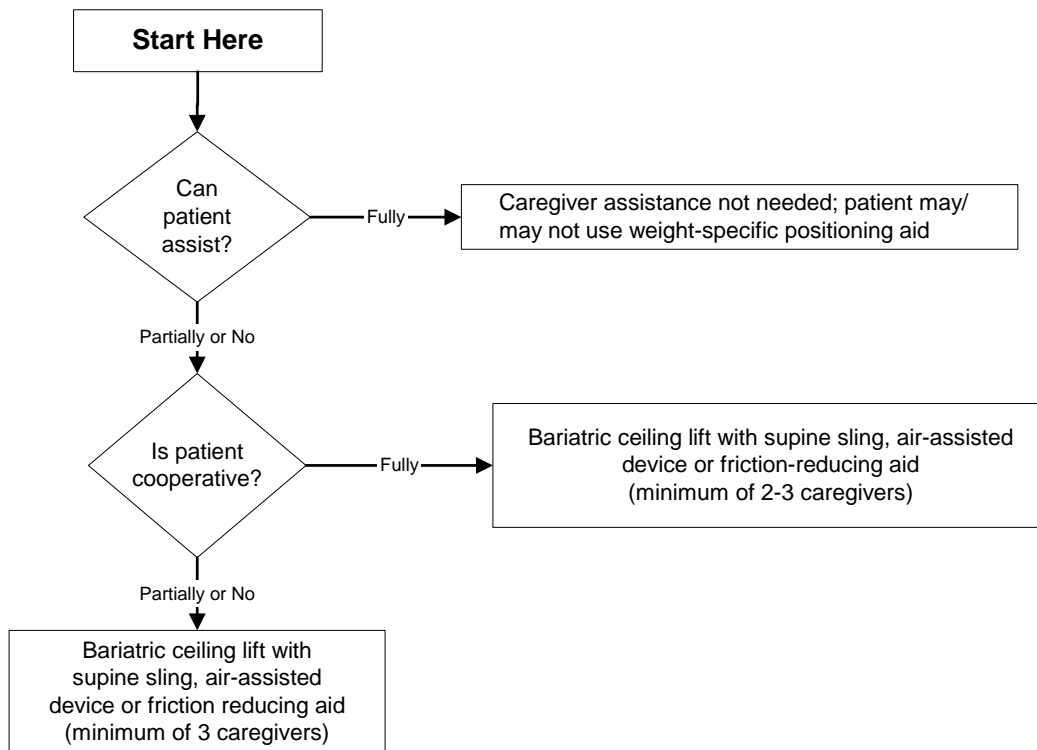 Start Here
Can
patient
assist?
Fully
Caregiver assistance not needed; patient may/
may not use weight-specific positioning aid
Partially or No
Is patient
cooperative?
Fully
Bariatric ceiling lift with supine sling, air-assisted
device or friction-reducing aid
(minimum of 2-3 caregivers)
Partially or No
Bariatric ceiling lift with
supine sling, air-assisted
device or friction reducing aid
(minimum of 3 caregivers)